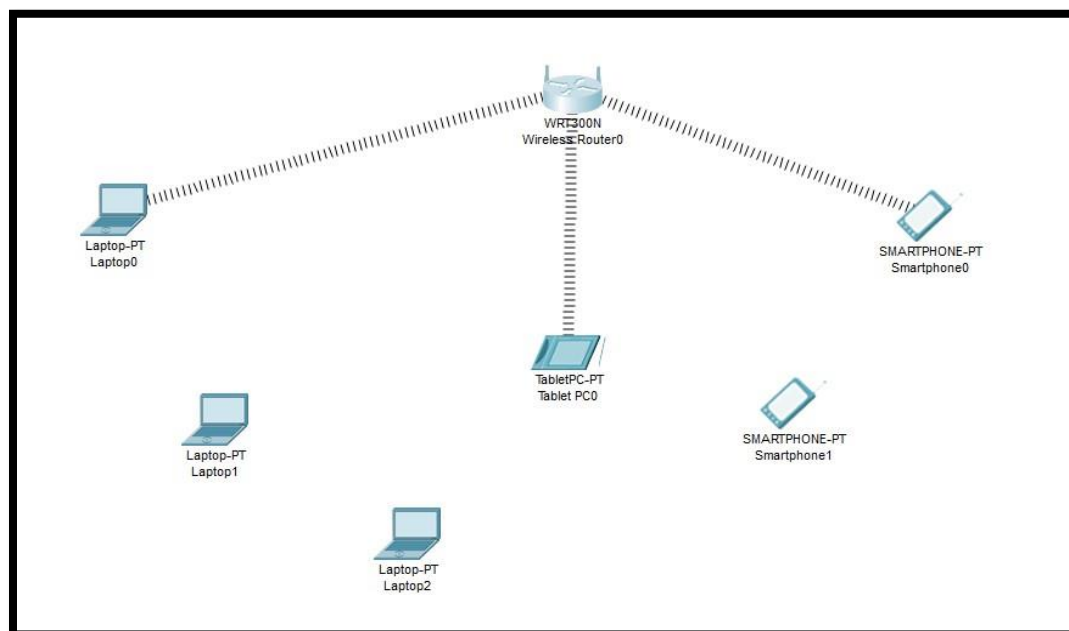 WRT300N
Wireless Router0
Laptop-PT
Laptop0
SMARTPHONE-PT
Smartphone0
TabletPC-PT
Tablet PC0
Laptop-PT
Laptop1
SMARTPHONE-PT
Smartphone1
Laptop-PT
Laptop2